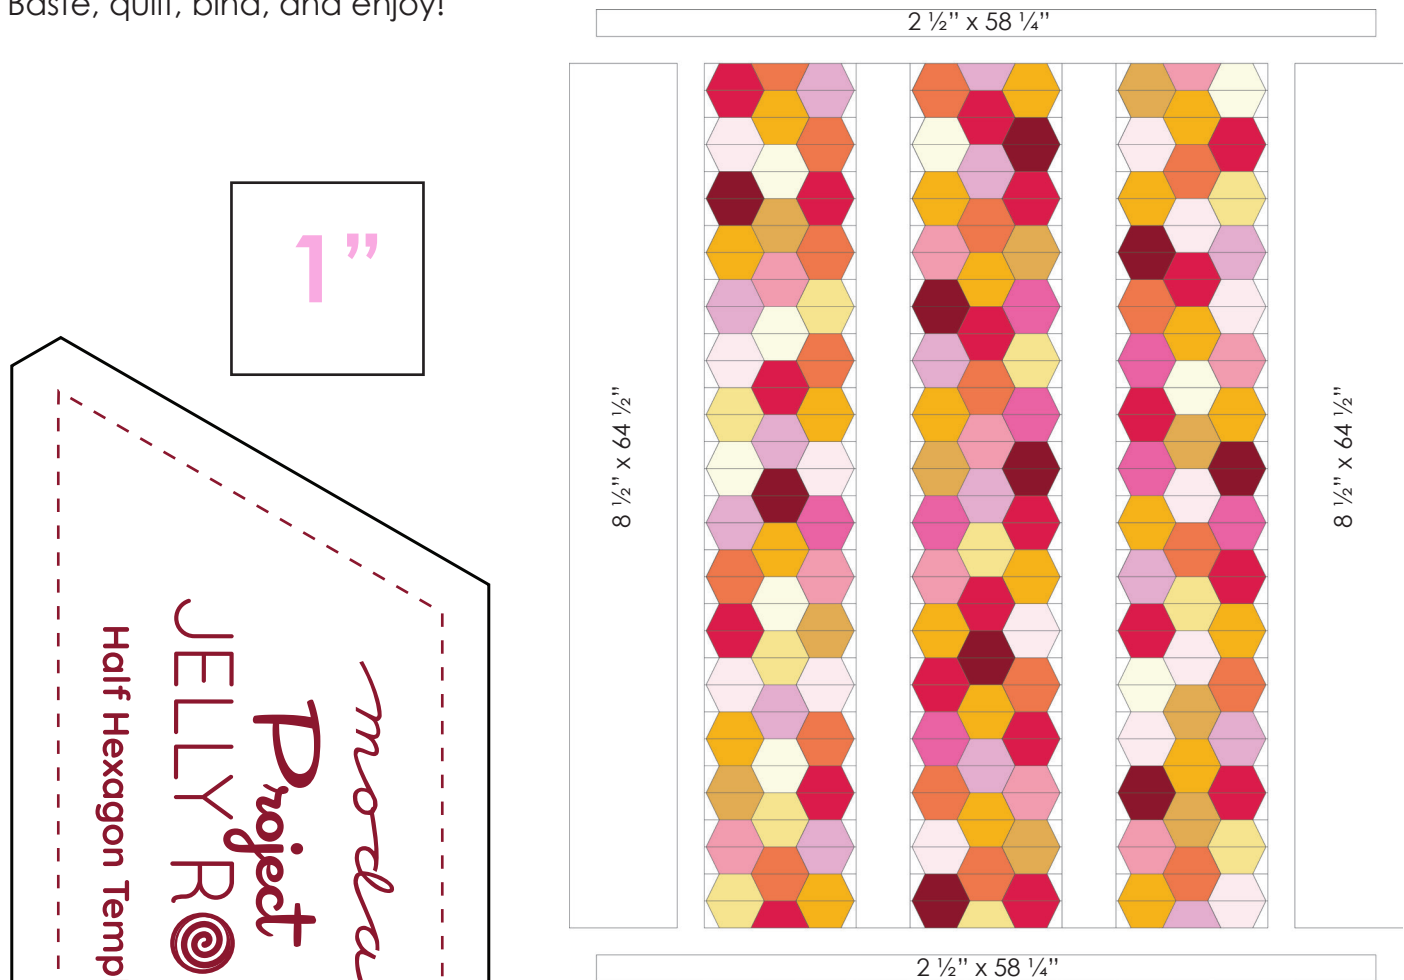 Baste, quilt, bind, and enjoy!
2 ½” x 58 ¼”
1”
8 ½” x 64 ½”
8 ½” x 64 ½”
moda
Project
JELLY RO
Half Hexagon Temp
2 ½” x 58 ¼”